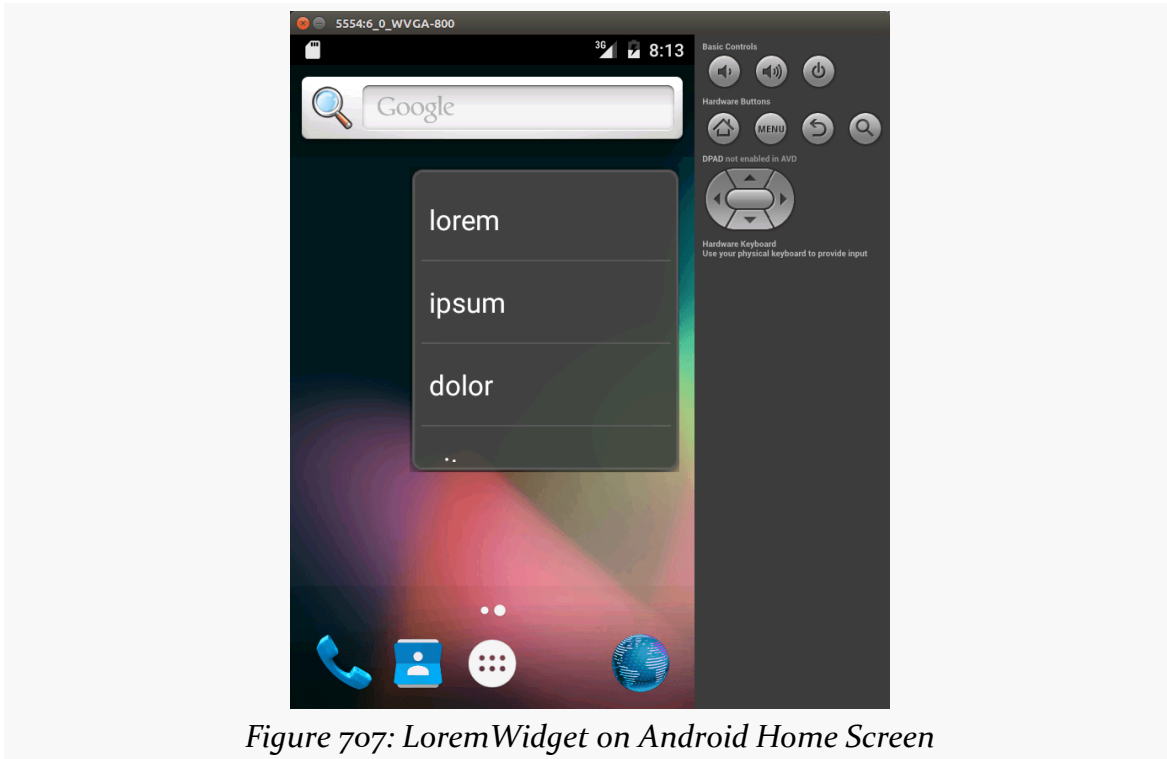 5554:6_0_WVGA-800
3G 8:13
Google
lorem
ipsum
dolor
Basic Controls
Hardware Buttons
MENU
DPAD not enabled in AVD
Hardware Keyboard
Use your physical keyboard to provide input
Figure 707: LoremWidget on Android Home Screen